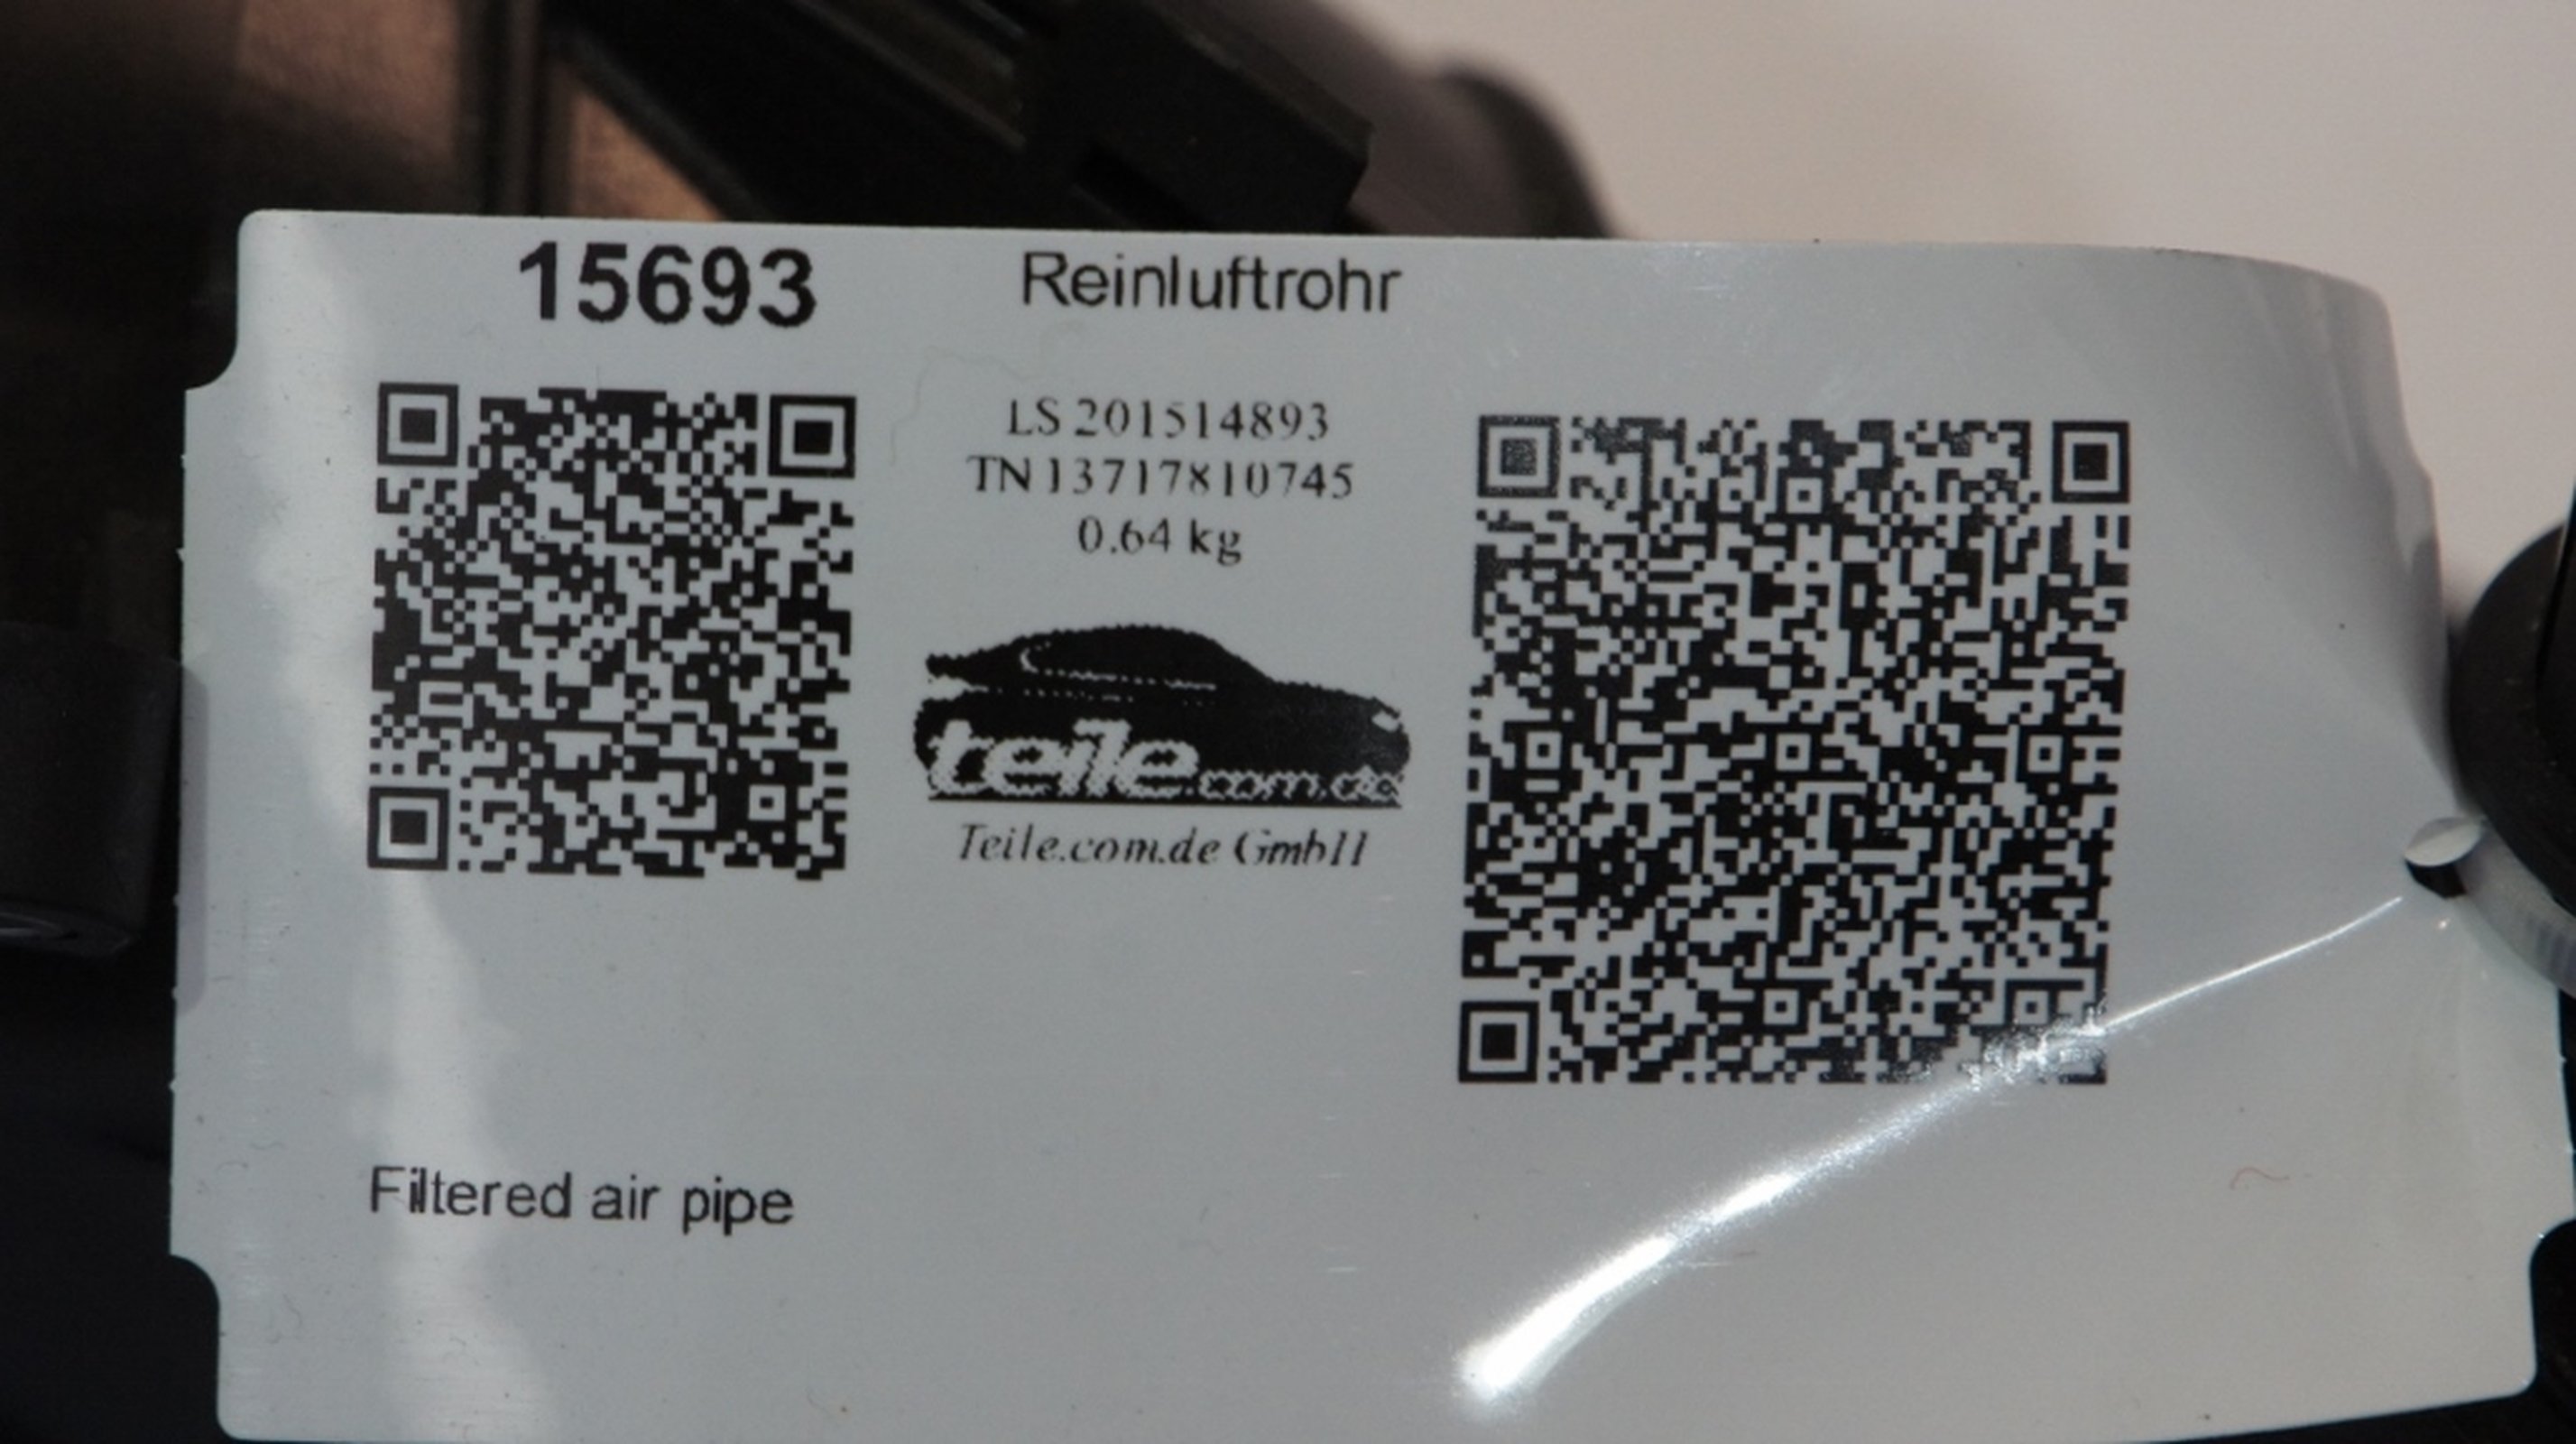 15693
Reinluftrohr
LS 201514893
TN 13717810745
0.64 kg
teile.com.de
Teile.com.de GmbH
Filtered air pipe